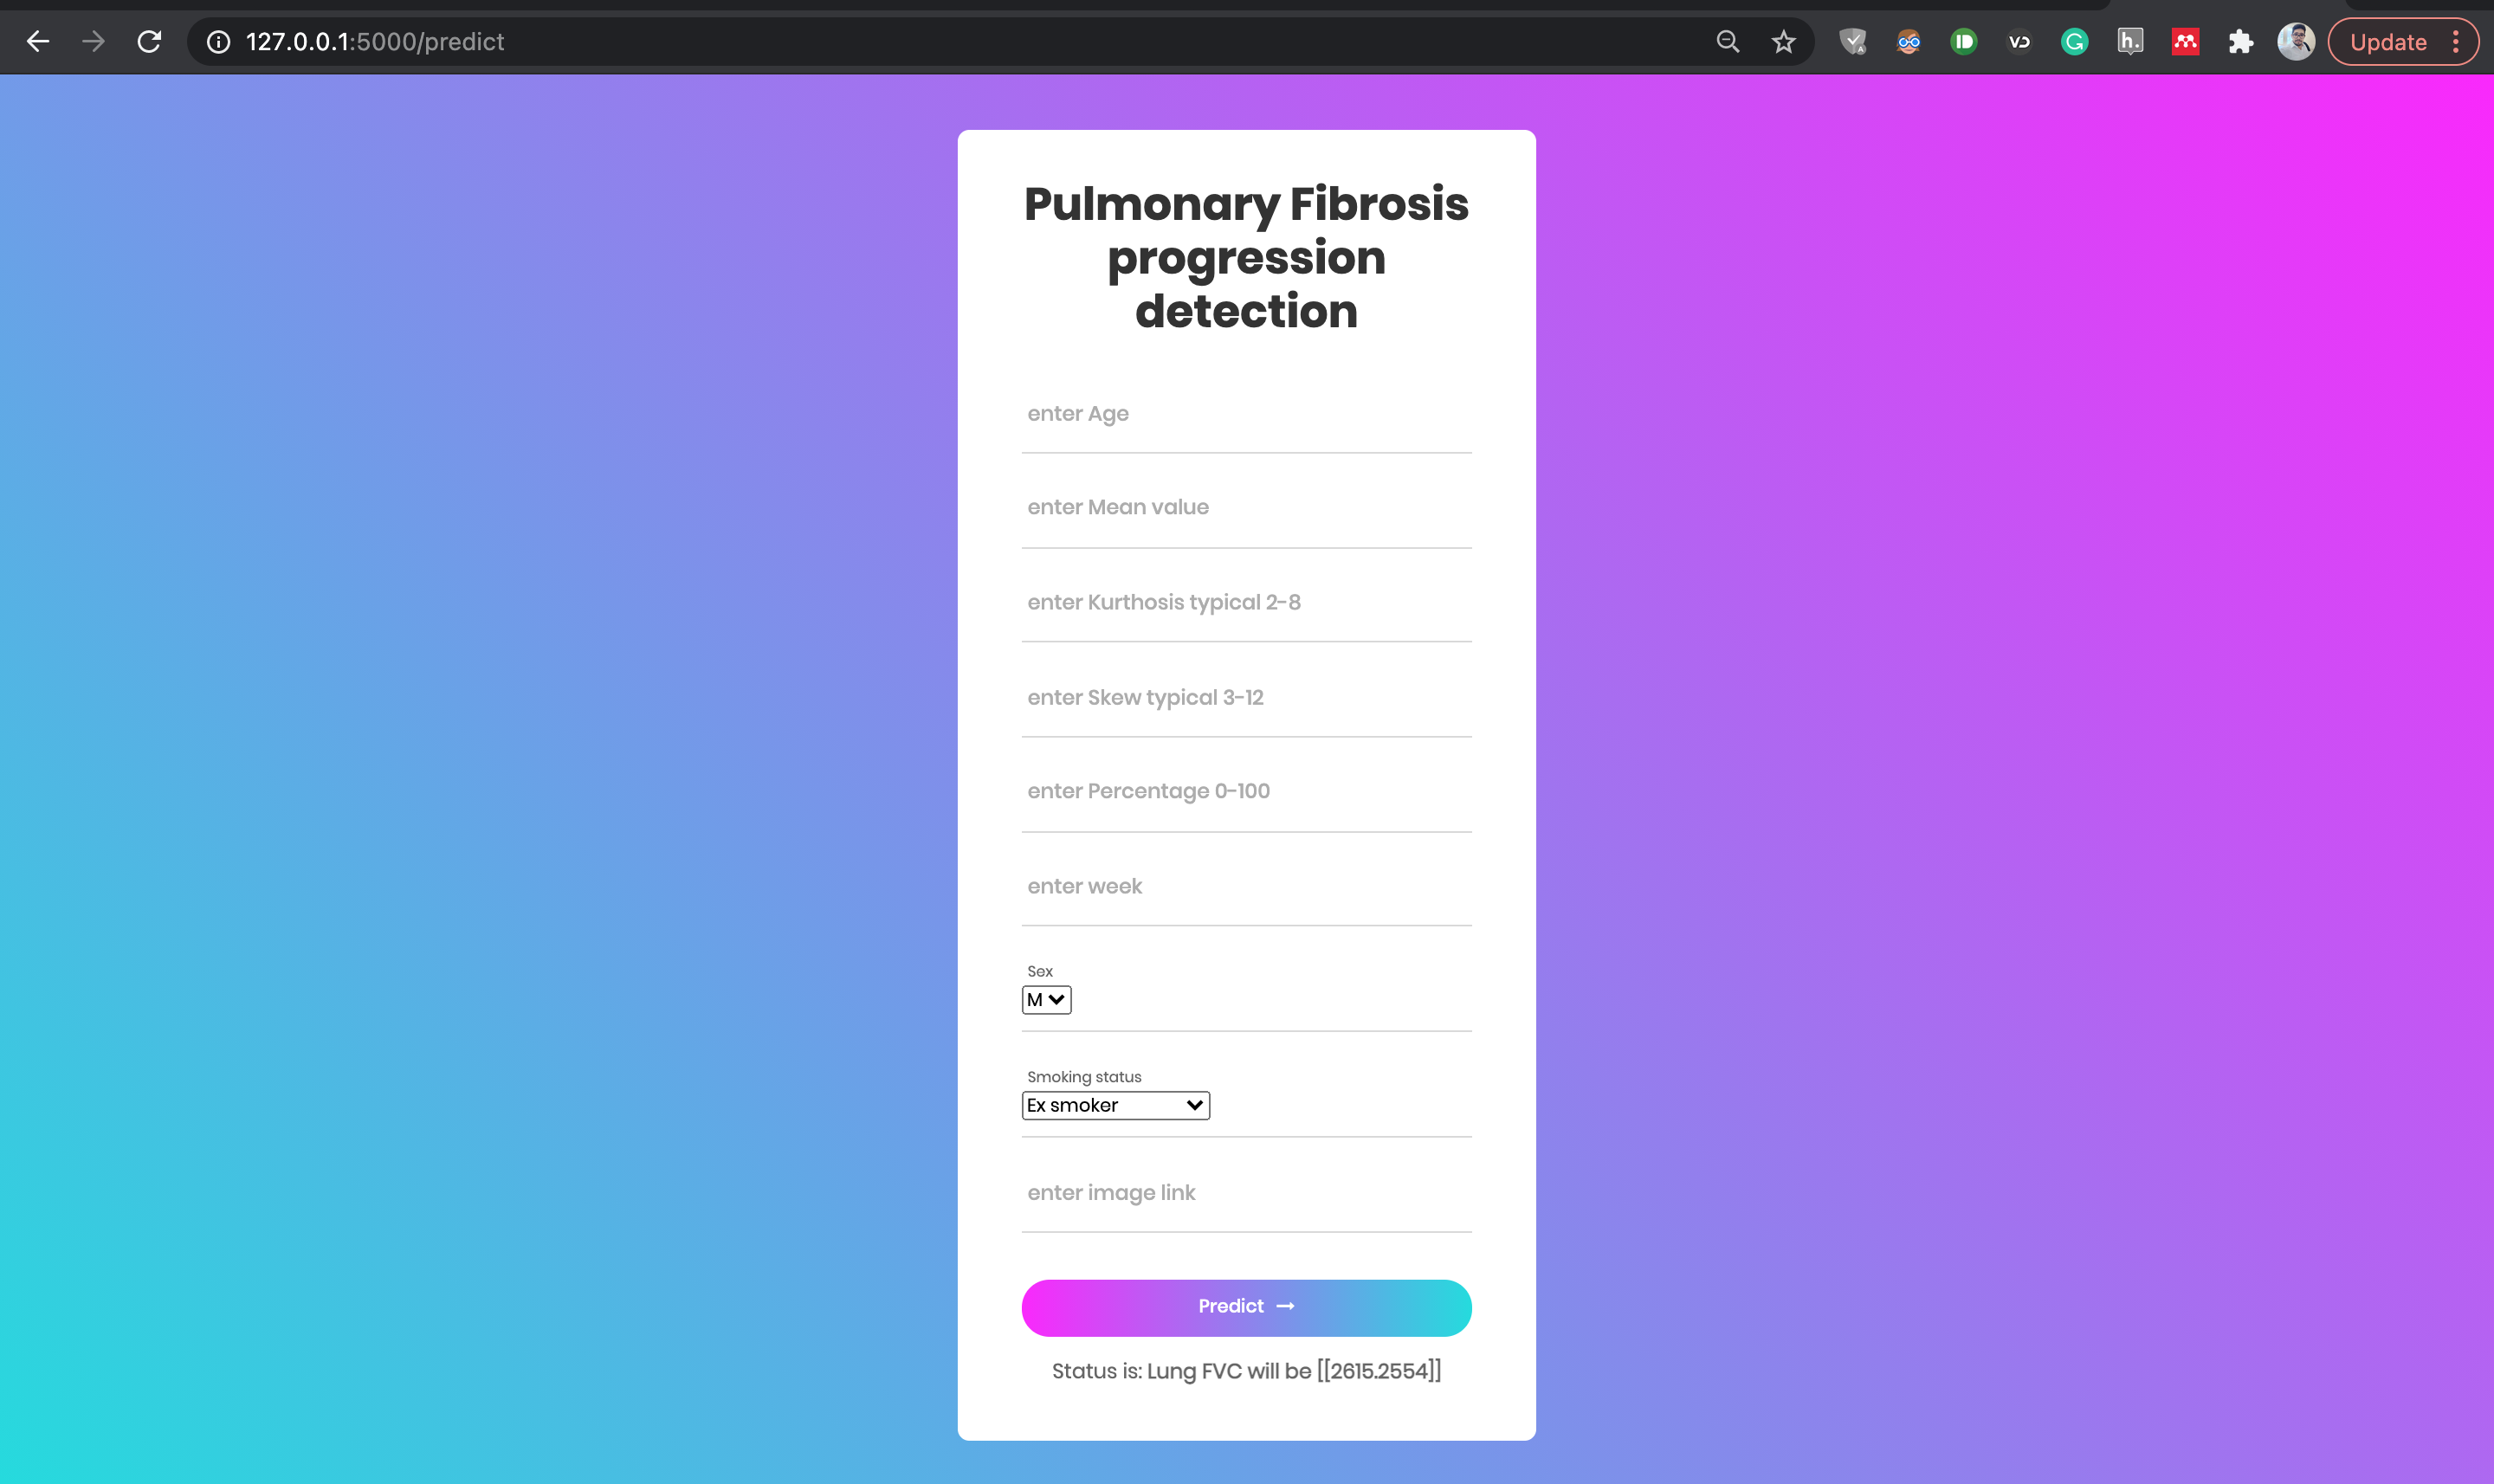 127.0.0.1:5000/predict
Update
Pulmonary Fibrosis
progression
detection
enter Age
enter Mean value
enter Kurthosis typical 2-8
enter Skew typical 3-12
enter Percentage 0-100
enter week
Sex
M
Smoking status
Ex smoker
enter image link
Predict →
Status is: Lung FVC will be [[2615.2554]]